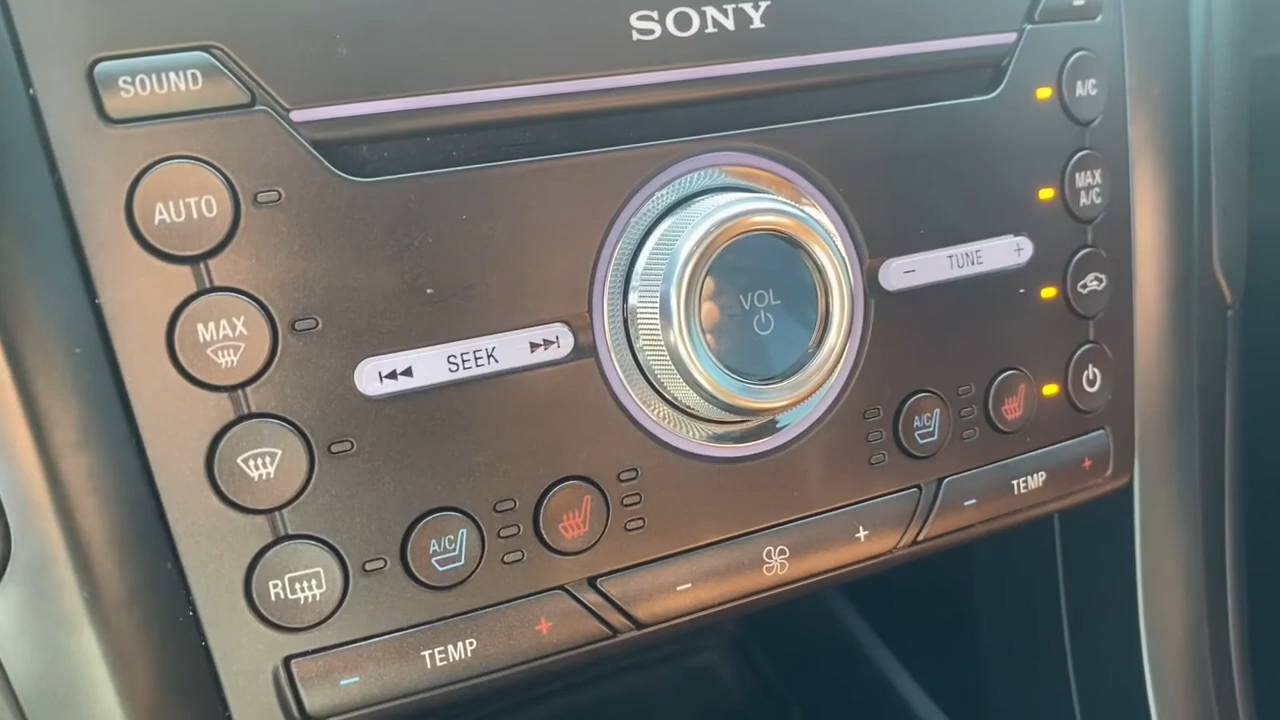 SONY
SOUND
A/C
AUTO
MAX
A/C
TUNE
MAX
VOL
SEEK
A/C
A/C
R
TEMP
TEMP